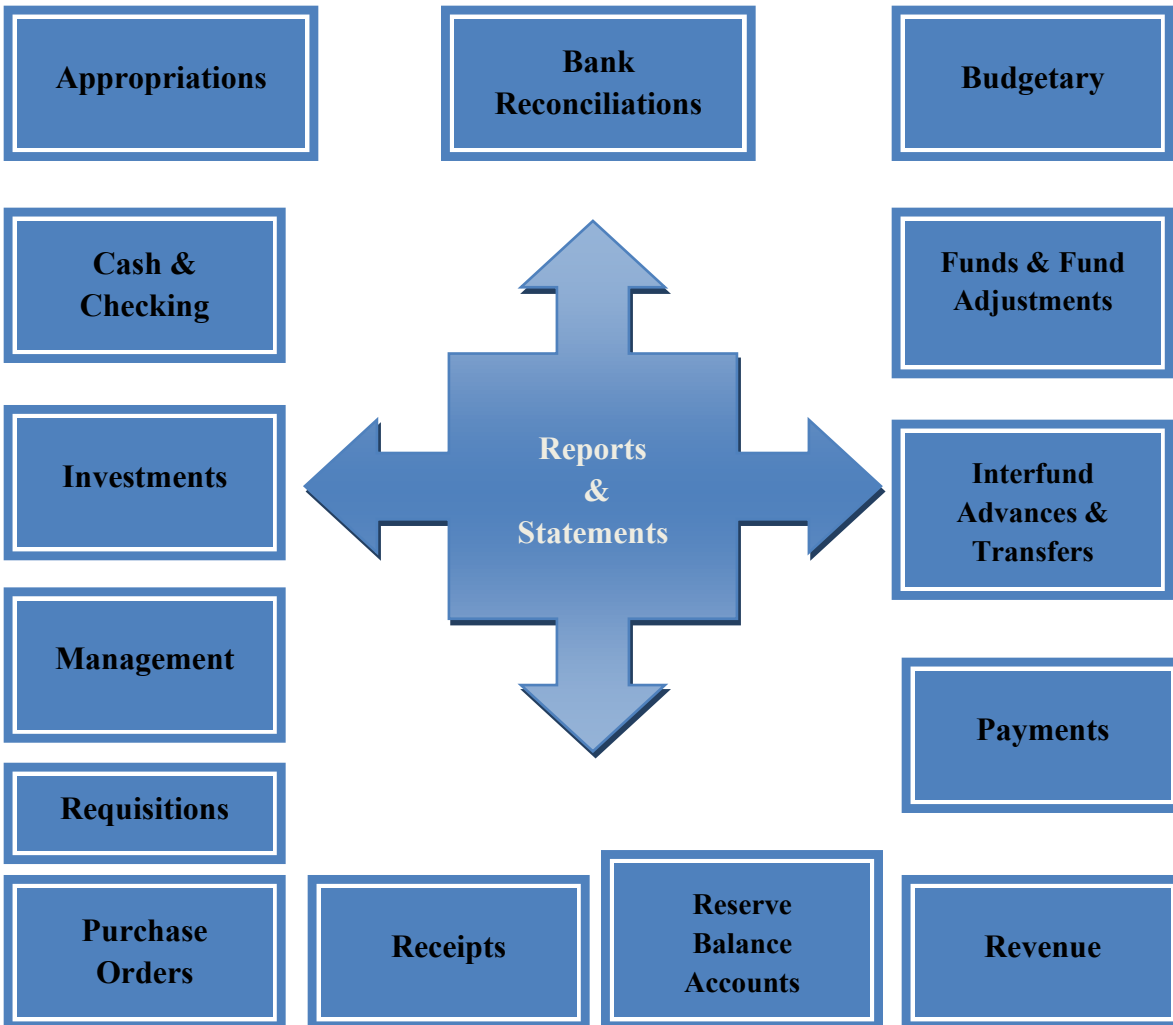 Appropriations
Bank
Reconciliations
Budgetary
Cash &
Checking
Funds & Fund
Adjustments
Investments
Reports
&
Statements
Interfund
Advances &
Transfers
Management
Payments
Requisitions
Purchase
Orders
Receipts
Reserve
Balance
Accounts
Revenue